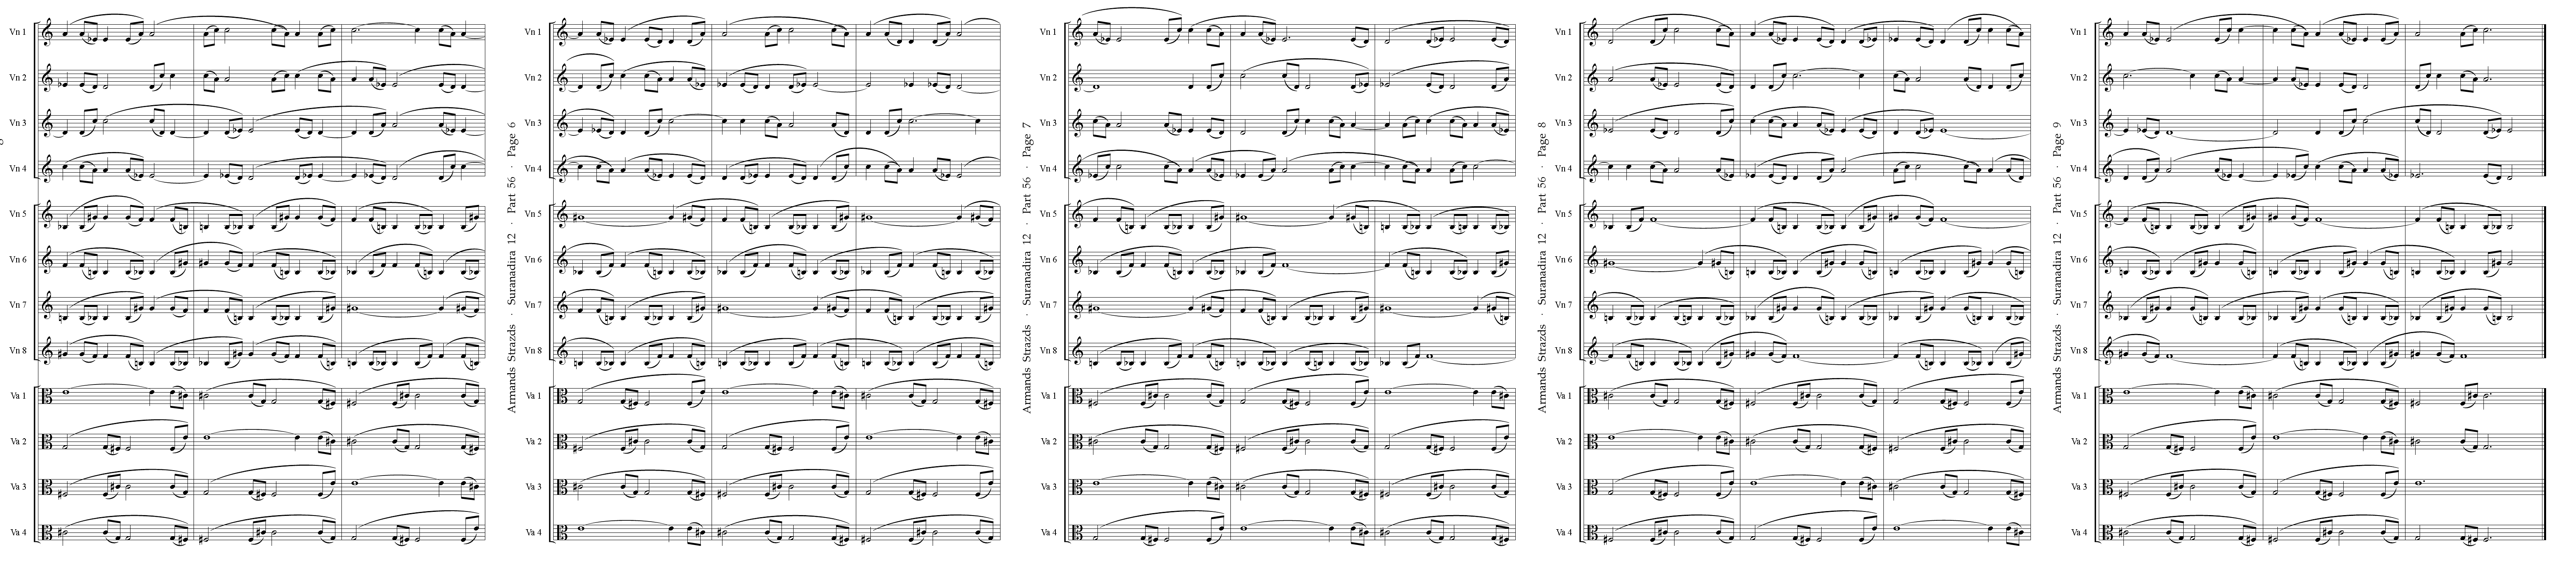 Vn 1
Vn 2
Vn 3
Vn 4
Vn 5
Vn 6
Vn 7
Vn 8
Va 1
Va 2
Va 3
Va 4
Armands Strazds · Suranadira 12 · Part 56 · Page 6
Vn 1
Vn 2
Vn 3
Vn 4
Vn 5
Vn 6
Vn 7
Vn 8
Va 1
Va 2
Va 3
Va 4
Armands Strazds · Suranadira 12 · Part 56 · Page 7
Vn 1
Vn 2
Vn 3
Vn 4
Vn 5
Vn 6
Vn 7
Vn 8
Va 1
Va 2
Va 3
Va 4
Armands Strazds · Suranadira 12 · Part 56 · Page 8
Vn 1
Vn 2
Vn 3
Vn 4
Vn 5
Vn 6
Vn 7
Vn 8
Va 1
Va 2
Va 3
Va 4
Armands Strazds · Suranadira 12 · Part 56 · Page 9
Vn 1
Vn 2
Vn 3
Vn 4
Vn 5
Vn 6
Vn 7
Vn 8
Va 1
Va 2
Va 3
Va 4